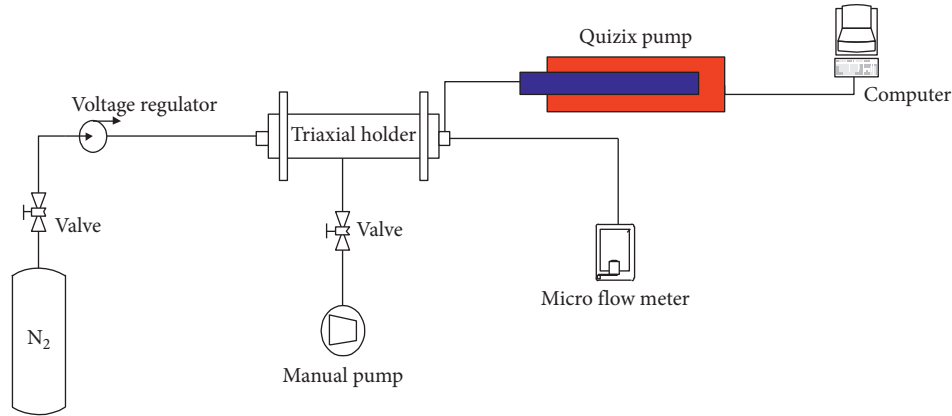 Quizix pump
Computer
Voltage regulator
Triaxial holder
Valve
Valve
Micro flow meter
N₂
Manual pump